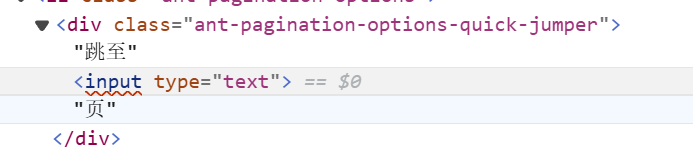 <div class="ant-pagination-options-quick-jumper">
"跳至"
<input type="text"> == $0
"页"
</div>